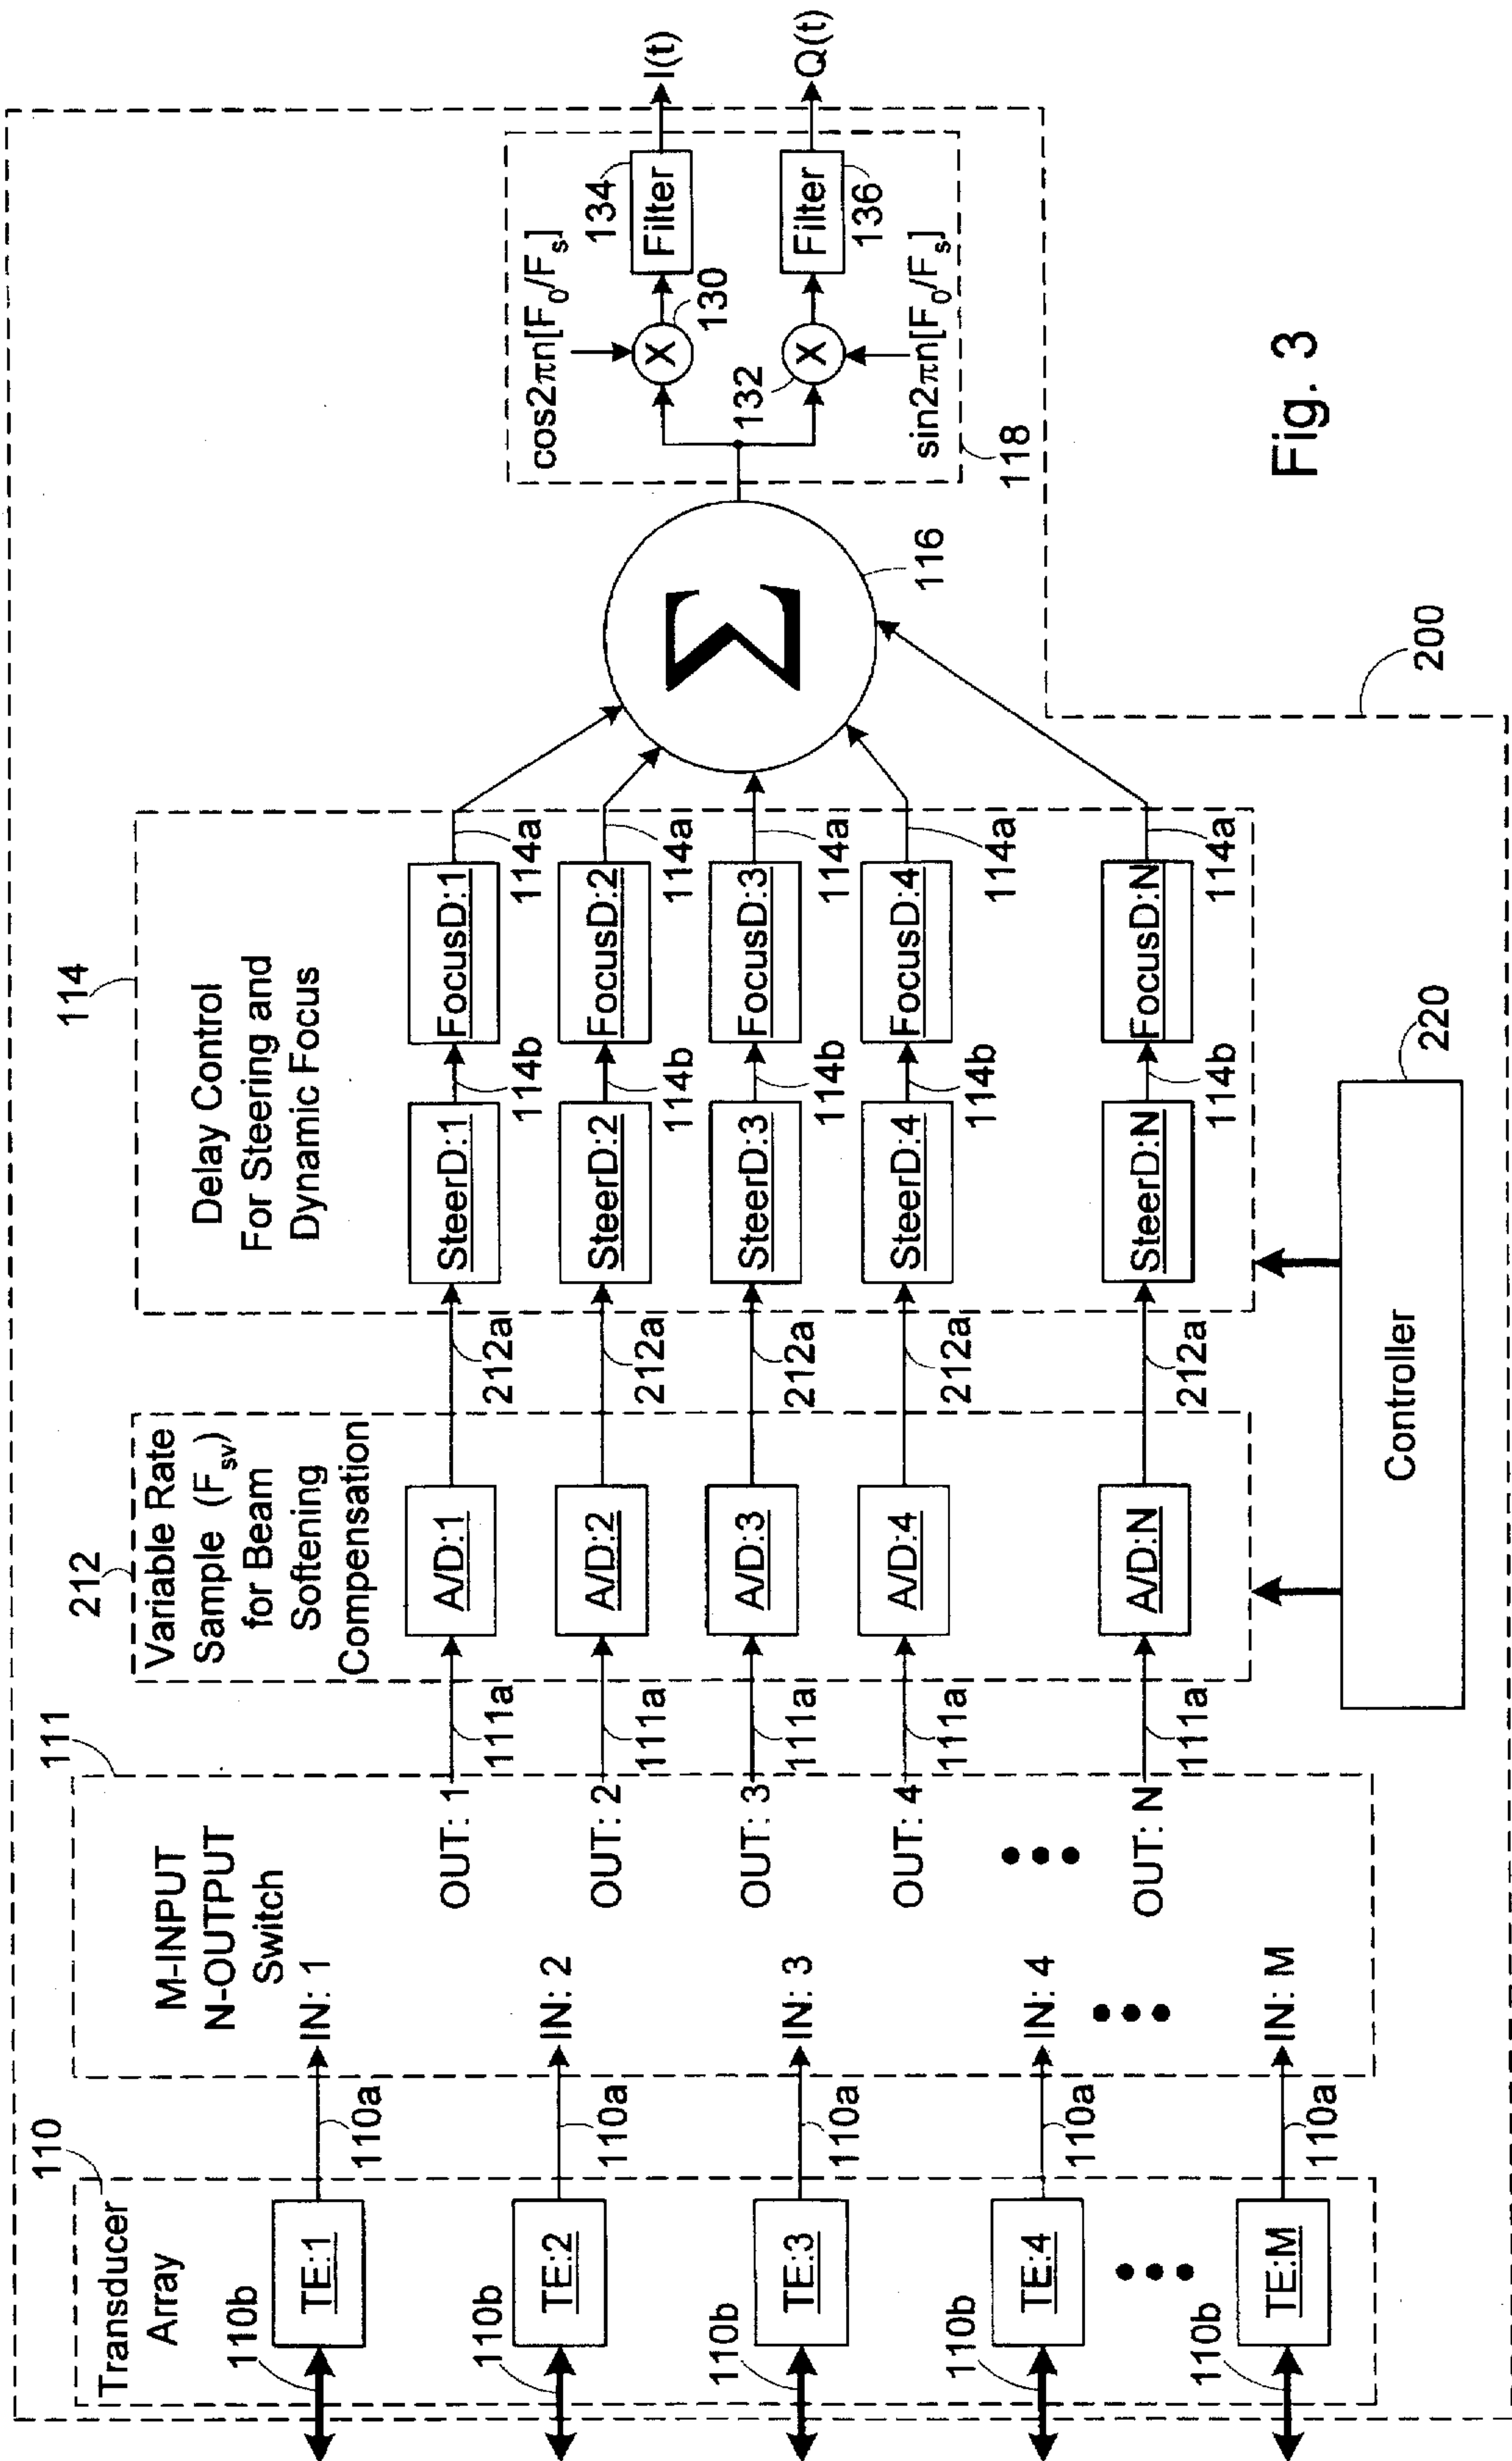 110
Transducer
Array
110b
TE:1
110a
110b
TE:2
110a
110b
TE:3
110a
110b
TE:4
110a
110b
TE:M
110a
111
M-INPUT
N-OUTPUT
Switch
IN: 1
IN: 2
IN: 3
IN: 4
IN: M
OUT: 1
OUT: 2
OUT: 3
OUT: 4
OUT: N
111a
111a
111a
111a
111a
212
Variable Rate
Sample (Fsv)
for Beam
Softening
Compensation
A/D:1
A/D:2
A/D:3
A/D:4
A/D:N
212a
212a
212a
212a
212a
114
Delay Control
For Steering and
Dynamic Focus
SteerD:1
114b
FocusD:1
114a
SteerD:2
114b
FocusD:2
114a
SteerD:3
114b
FocusD:3
114a
SteerD:4
114b
FocusD:4
114a
SteerD:N
114b
FocusD:N
114a
Controller
220
Σ
116
cos2πn[F0/Fs]
X
130
134
Filter
I(t)
132
X
Filter
136
Q(t)
sin2πn[F0/Fs]
118
200
Fig. 3